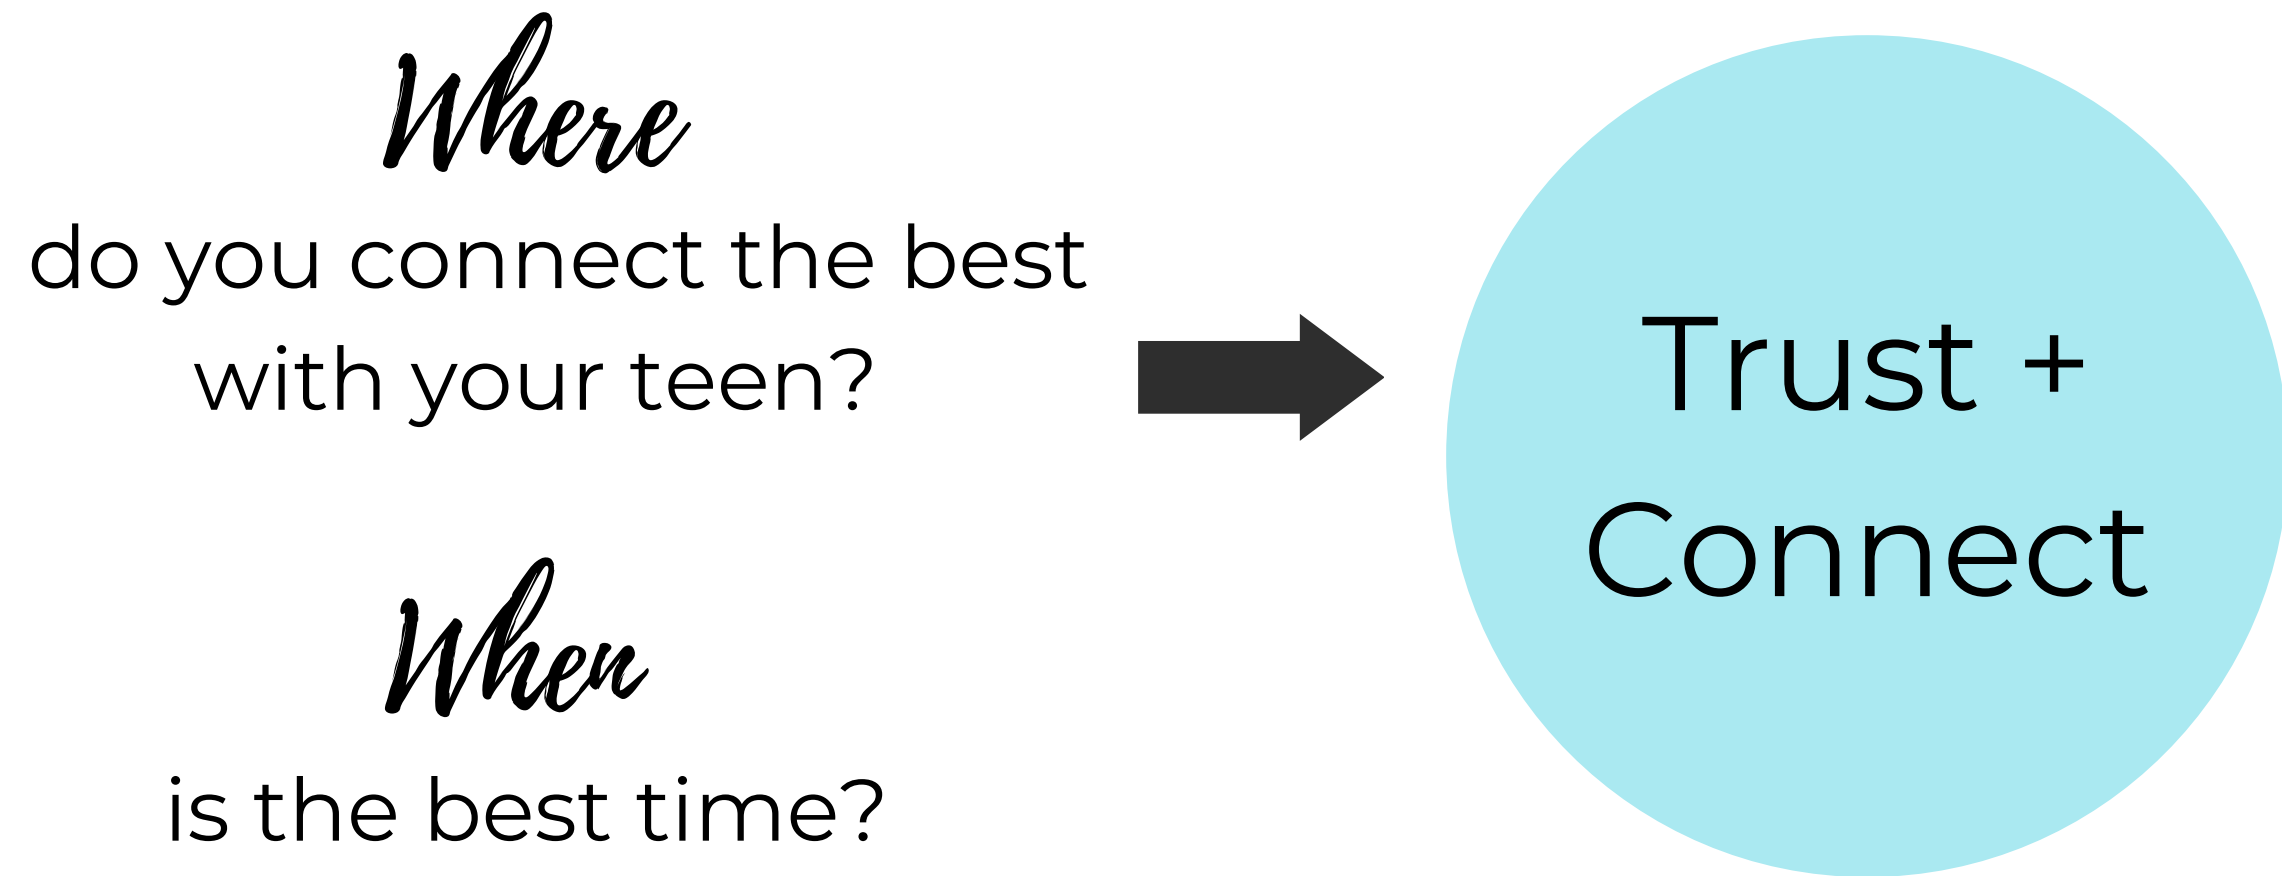 Where
do you connect the best
with your teen?
When
is the best time?
Trust +
Connect